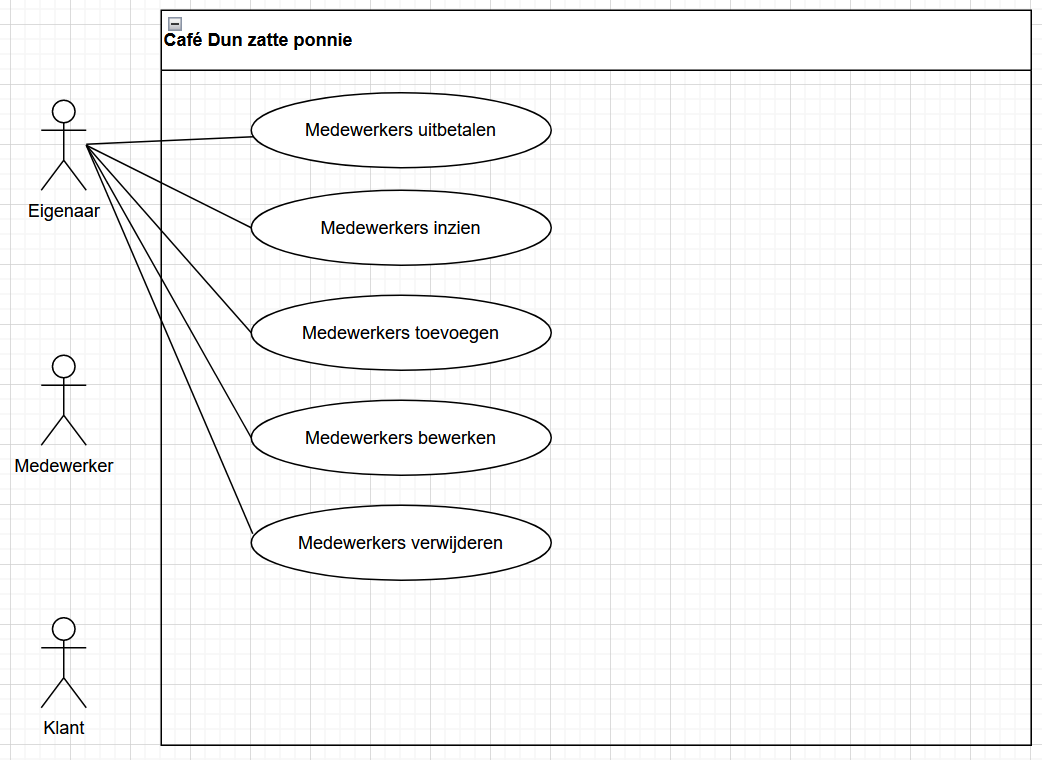 Café Dun zatte ponnie
Medewerkers uitbetalen
Eigenaar
Medewerkers inzien
Medewerkers toevoegen
Medewerkers bewerken
Medewerker
Medewerkers verwijderen
Klant